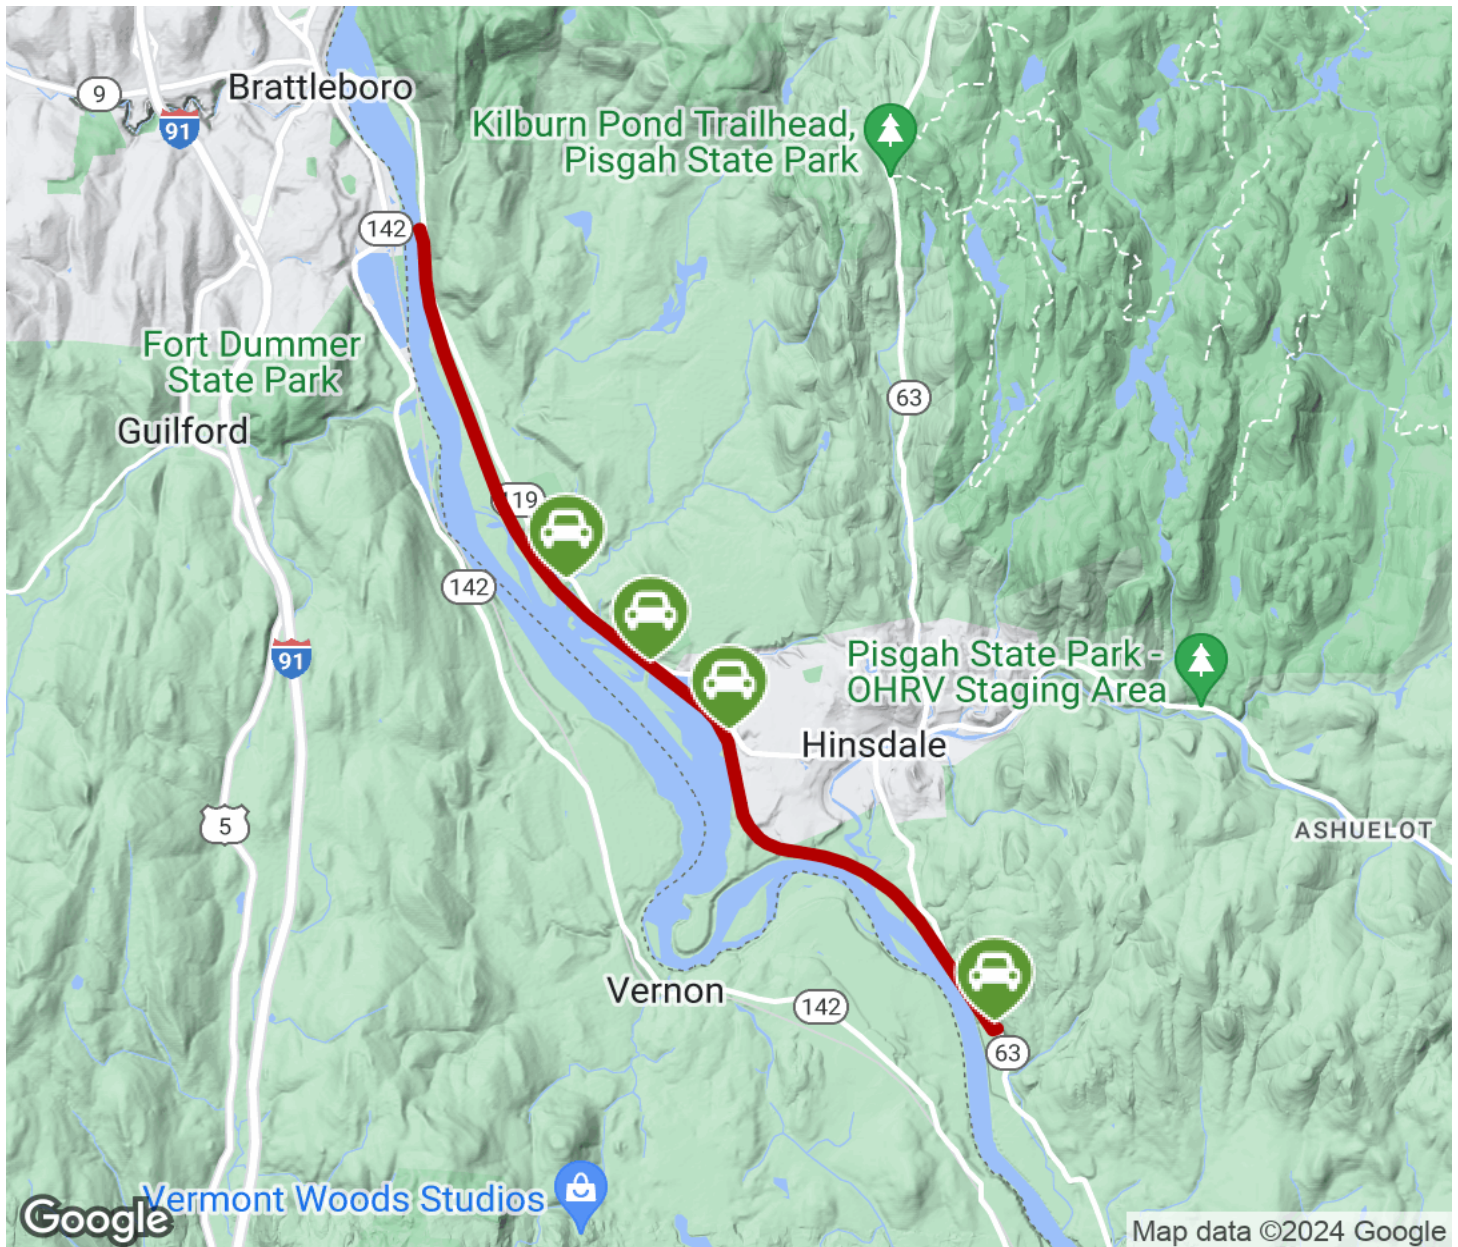 Brattleboro
9
91
Kilburn Pond Trailhead,
Pisgah State Park
142
Fort Dummer
State Park
63
Guilford
119
142
91
Pisgah State Park -
OHRV Staging Area
Hinsdale
5
ASHUELOT
Vernon
142
63
Vermont Woods Studios
Google
Map data ©2024 Google